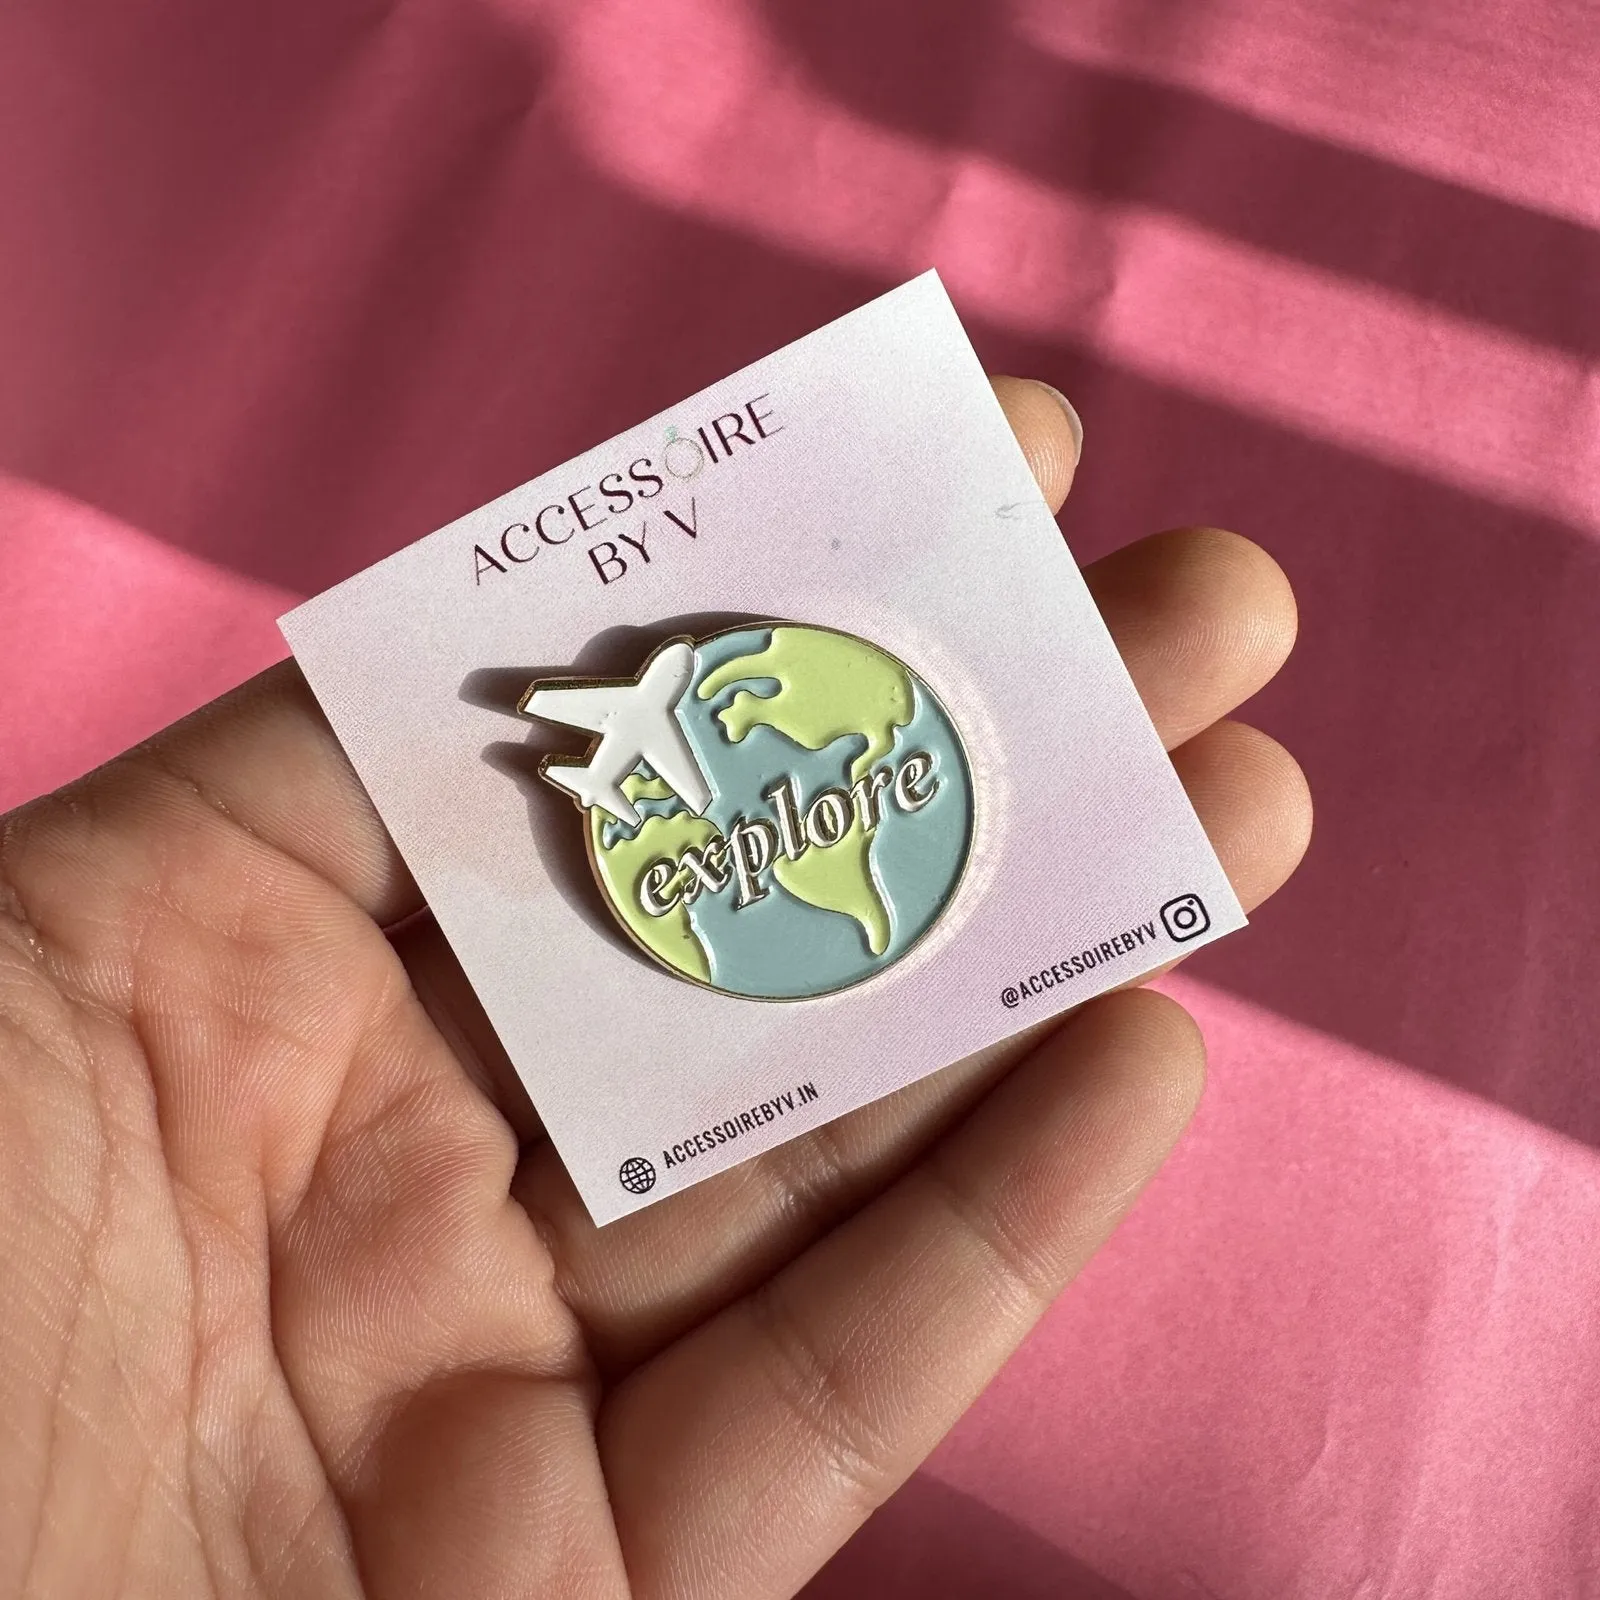 ACCESSOIRE
BY V
explore
@ACCESSOIREBYV
ACCESSOIREBYV.IN